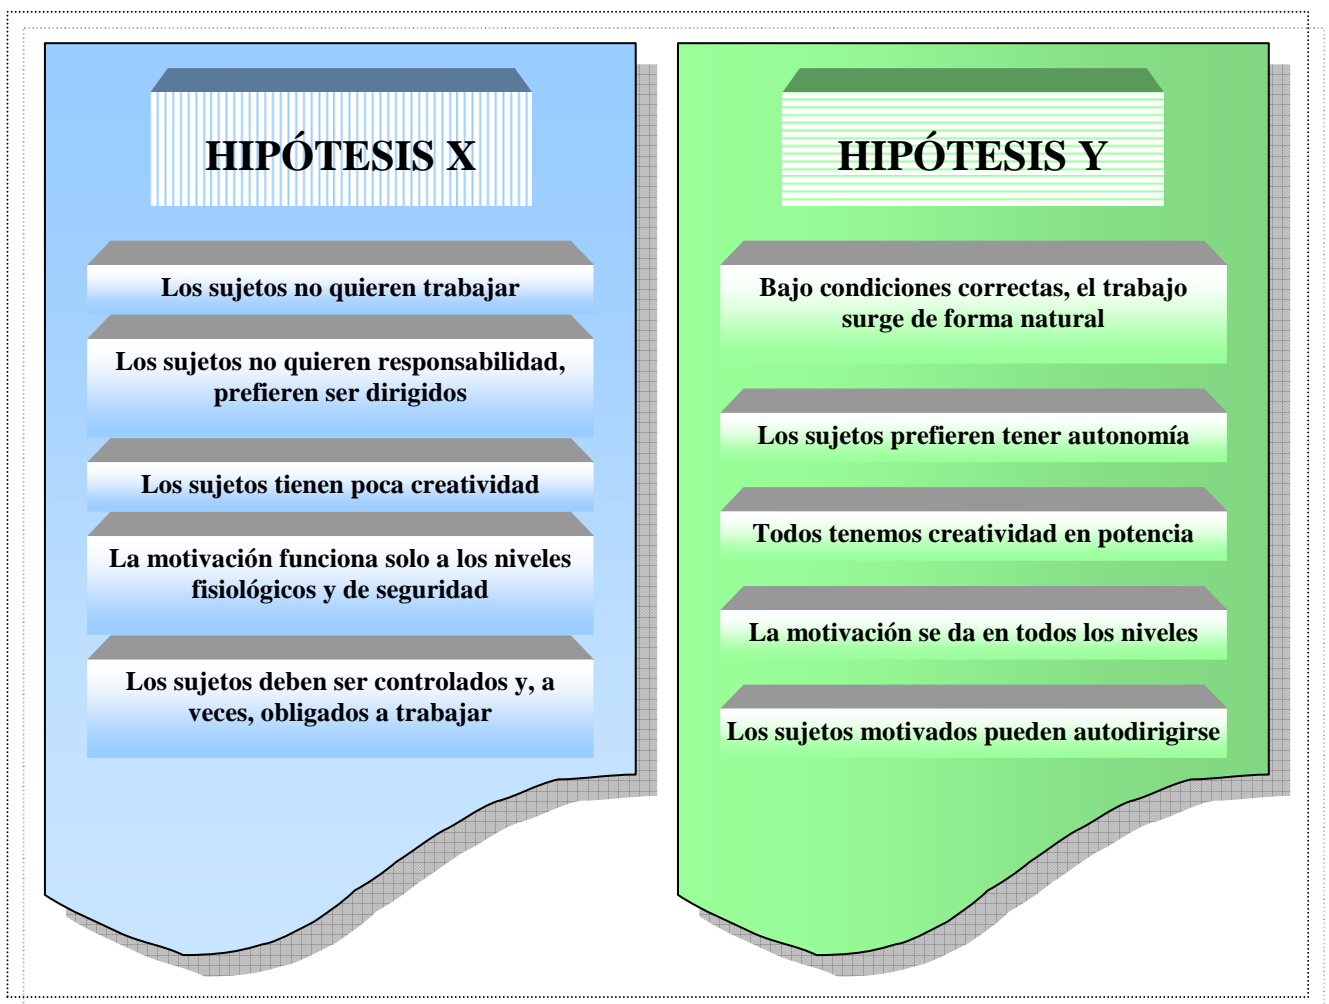 HIPÓTESIS X
Los sujetos no quieren trabajar
Los sujetos no quieren responsabilidad,
prefieren ser dirigidos
Los sujetos tienen poca creatividad
La motivación funciona solo a los niveles
fisiológicos y de seguridad
Los sujetos deben ser controlados y, a
veces, obligados a trabajar
HIPÓTESIS Y
Bajo condiciones correctas, el trabajo
surge de forma natural
Los sujetos prefieren tener autonomía
Todos tenemos creatividad en potencia
La motivación se da en todos los niveles
Los sujetos motivados pueden autodirigirse